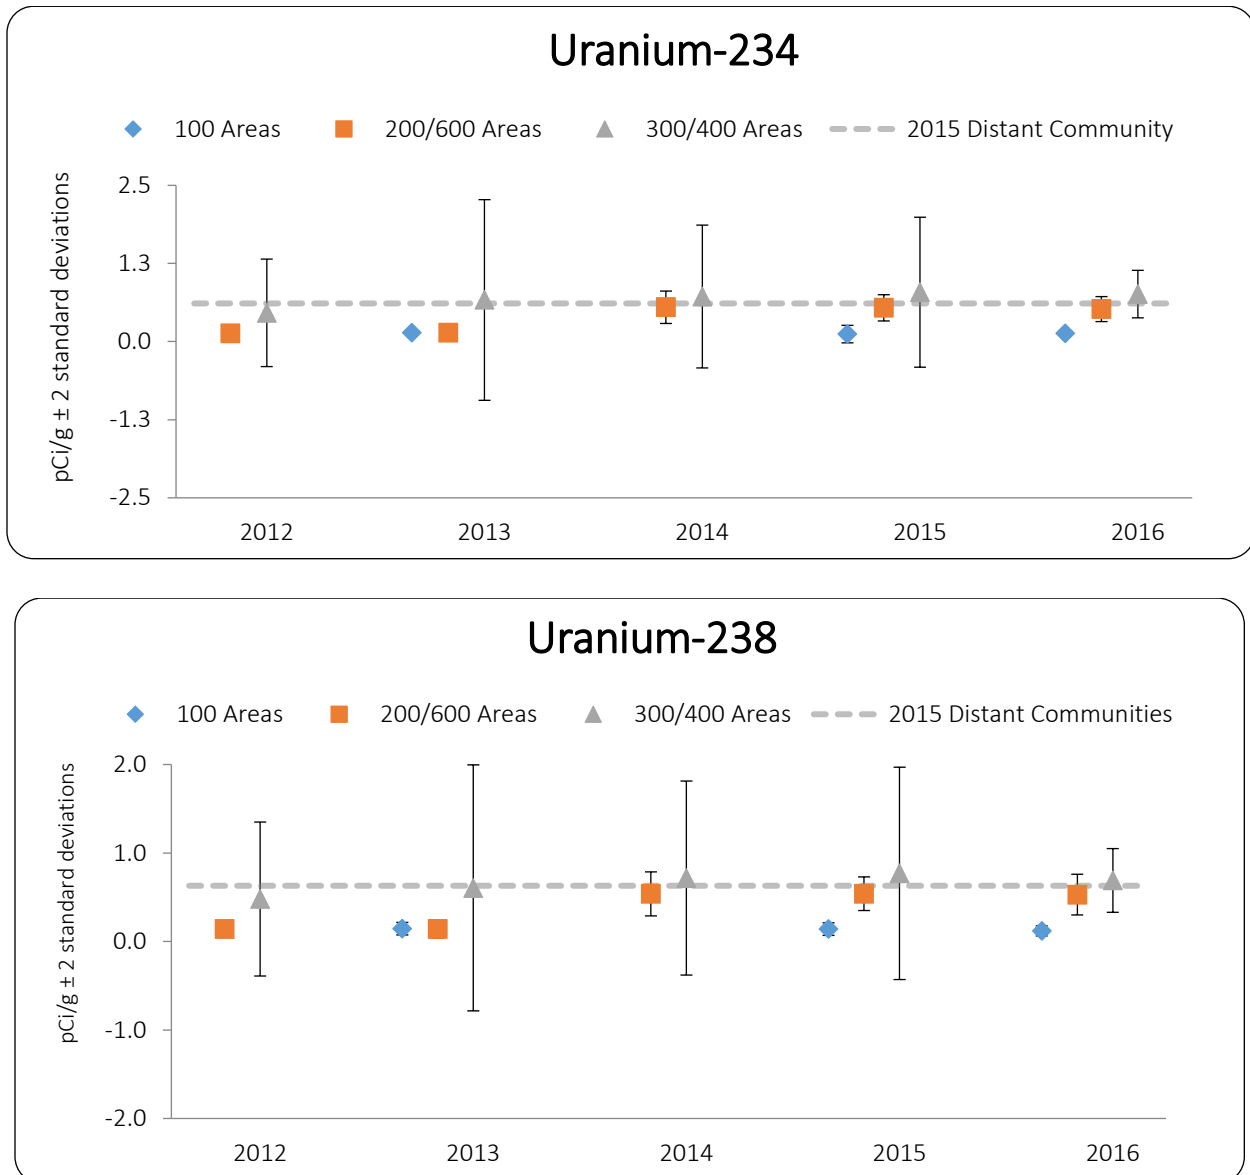 Uranium-234
100 Areas 200/600 Areas 300/400 Areas 2015 Distant Community
pCi/g ± 2 standard deviations
2.5
1.3
0.0
-1.3
-2.5
2012 2013 2014 2015 2016
Uranium-238
100 Areas 200/600 Areas 300/400 Areas 2015 Distant Communities
pCi/g ± 2 standard deviations
2.0
1.0
0.0
-1.0
-2.0
2012 2013 2014 2015 2016